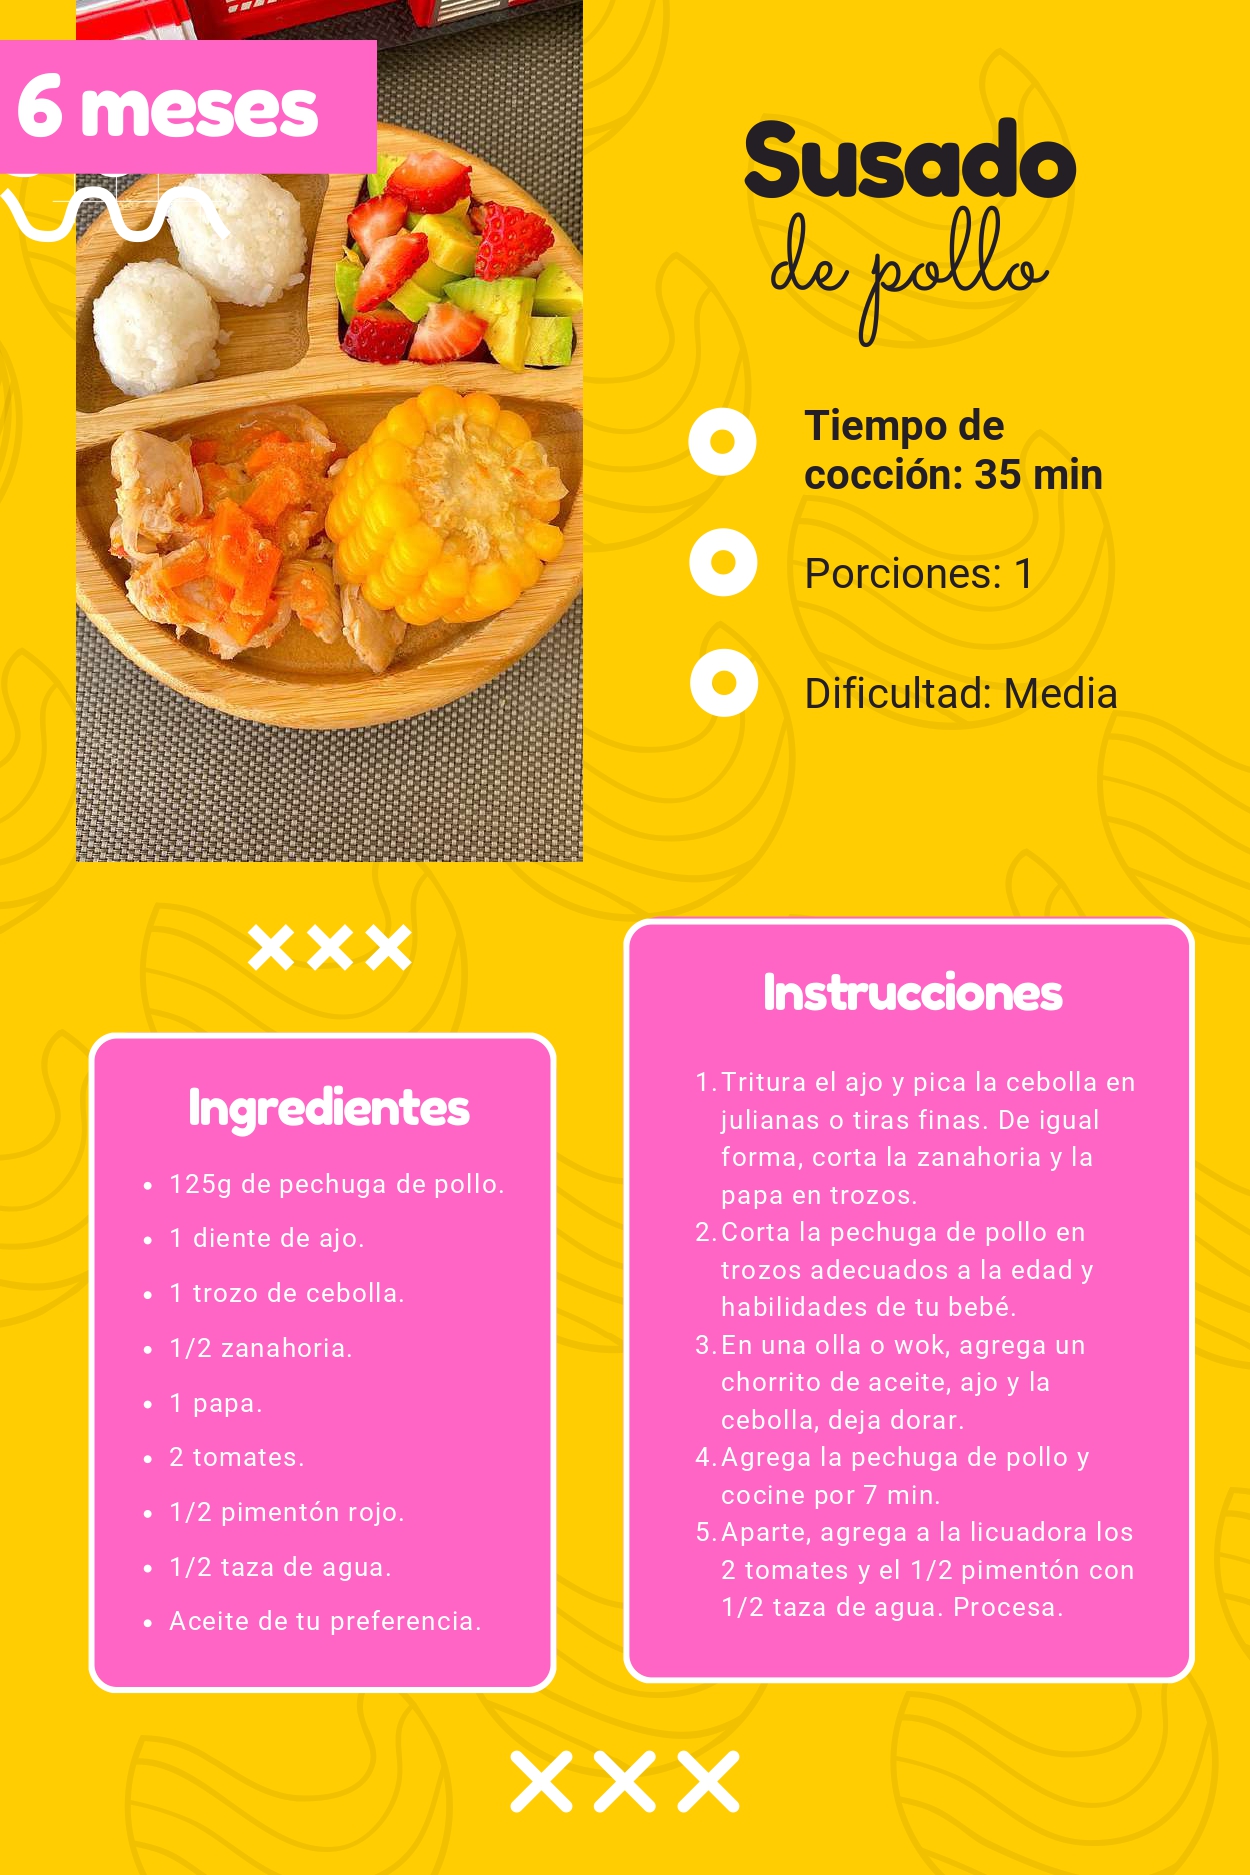 6 meses
Susado
de pollo
Tiempo de
cocción: 35 min
Porciones: 1
Dificultad: Media
Ingredientes
• 125g de pechuga de pollo.
• 1 diente de ajo.
• 1 trozo de cebolla.
• 1/2 zanahoria.
• 1 papa.
• 2 tomates.
• 1/2 pimentón rojo.
• 1/2 taza de agua.
• Aceite de tu preferencia.
Instrucciones
1. Tritura el ajo y pica la cebolla en
julianas o tiras finas. De igual
forma, corta la zanahoria y la
papa en trozos.
2. Corta la pechuga de pollo en
trozos adecuados a la edad y
habilidades de tu bebé.
3. En una olla o wok, agrega un
chorrito de aceite, ajo y la
cebolla, deja dorar.
4. Agrega la pechuga de pollo y
cocine por 7 min.
5. Aparte, agrega a la licuadora los
2 tomates y el 1/2 pimentón con
1/2 taza de agua. Procesa.